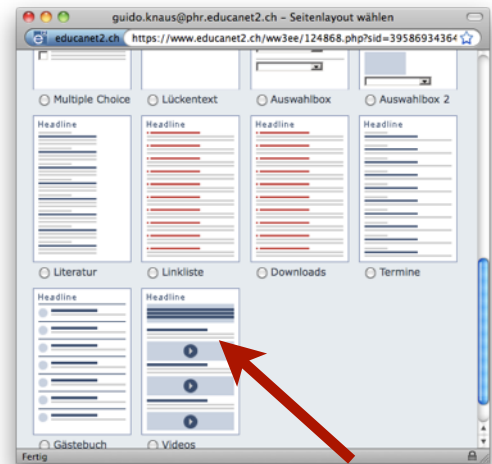 guido.knaus@phr.educanet2.ch – Seitenlayout wählen
educanet2.ch https://www.educanet2.ch/ww3ee/124868.php?sid=39586934364
Multiple Choice Lückentext Auswahlbox Auswahlbox 2
Headline Headline Headline Headline
Literatur Linkliste Downloads Termine
Headline Headline
Gästebuch Videos
Fertig